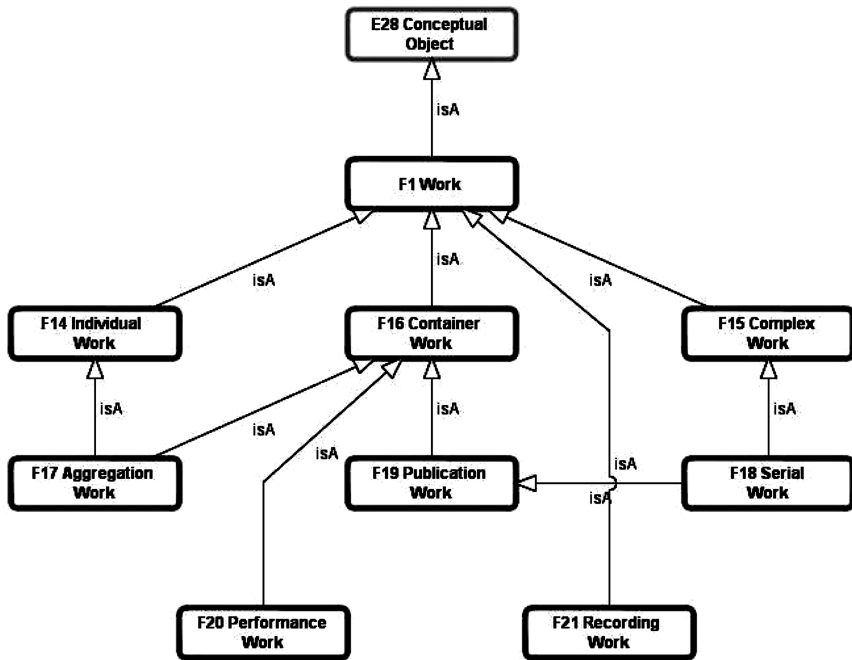 E28 Conceptual
Object
isA
F1 Work
isA
isA
isA
F14 Individual
Work
F16 Container
Work
F15 Complex
Work
isA
isA
isA
isA
isA
isA
F17 Aggregation
Work
F19 Publication
Work
F18 Serial
Work
isA
F20 Performance
Work
F21 Recording
Work